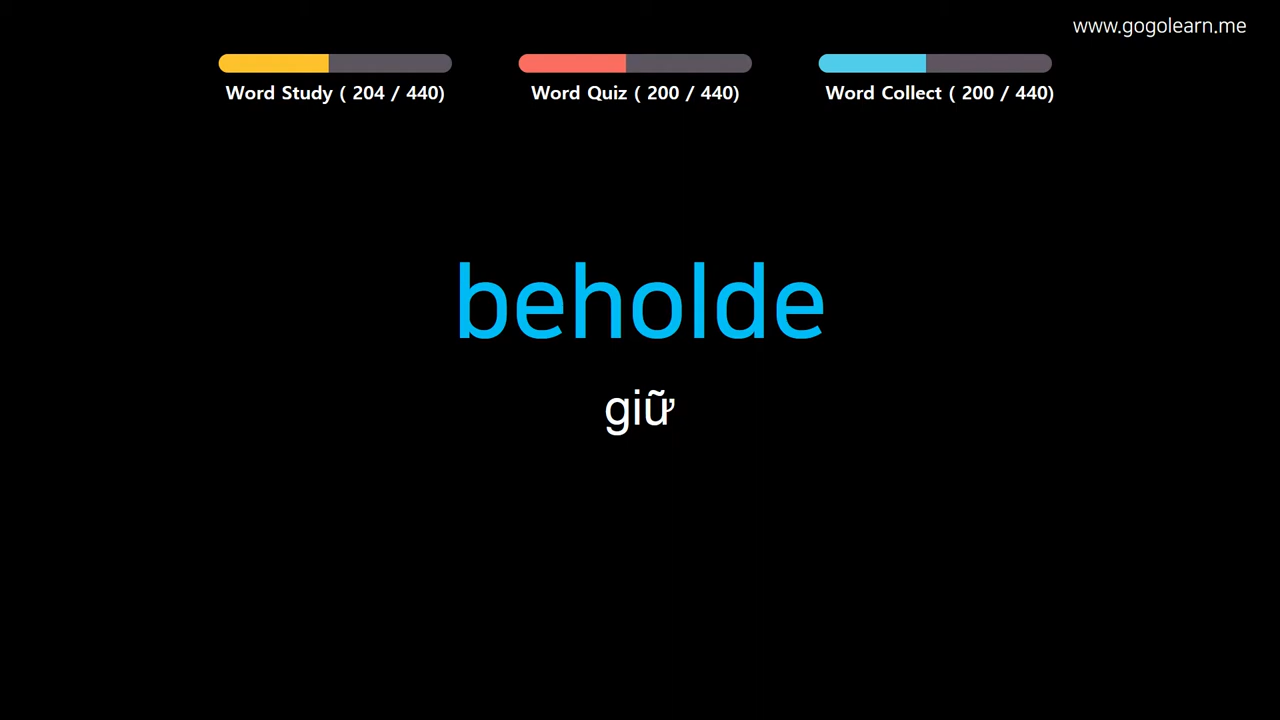 www.gogolearn.me
Word Study ( 204 / 440)
Word Quiz ( 200 / 440)
Word Collect ( 200 / 440)
beholde
giữ